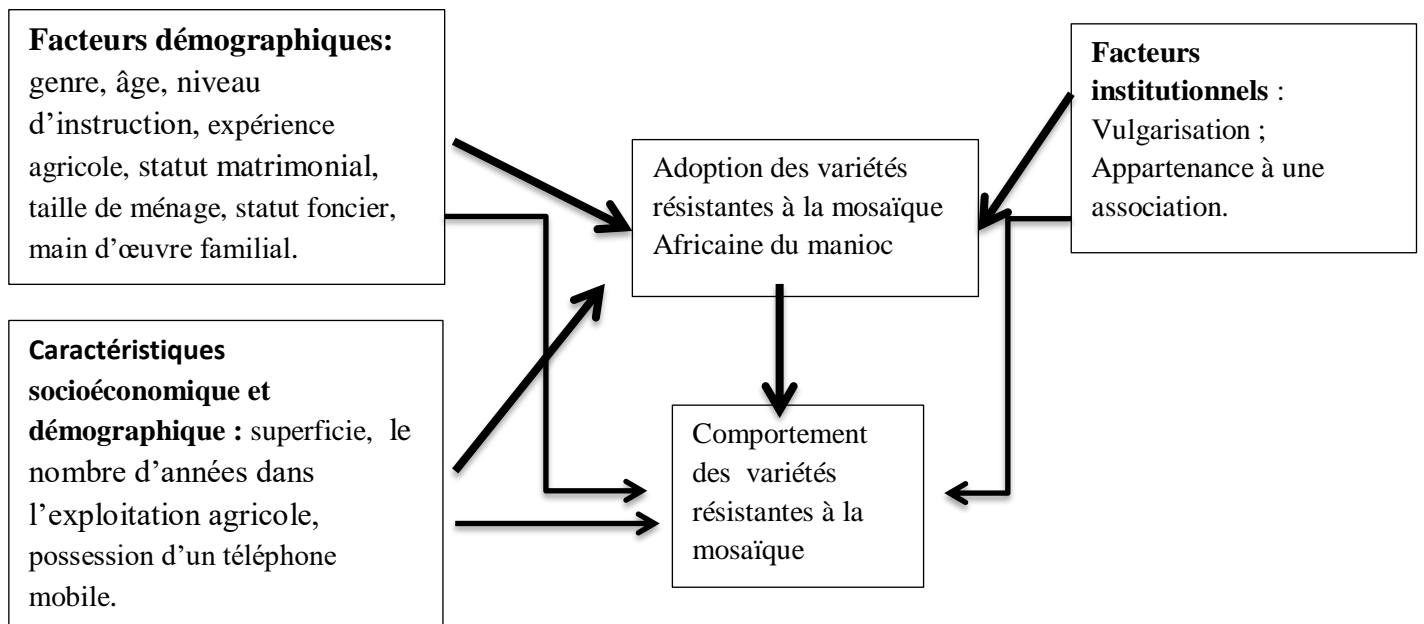 Facteurs démographiques:
genre, âge, niveau
d’instruction, expérience
agricole, statut matrimonial,
taille de ménage, statut foncier,
main d’œuvre familial.
Caractéristiques
socioéconomique et
démographique : superficie, le
nombre d’années dans
l’exploitation agricole,
possession d’un téléphone
mobile.
Adoption des variétés
résistantes à la mosaïque
Africaine du manioc
Comportement
des variétés
résistantes à la
mosaïque
Facteurs
institutionnels :
Vulgarisation ;
Appartenance à une
association.